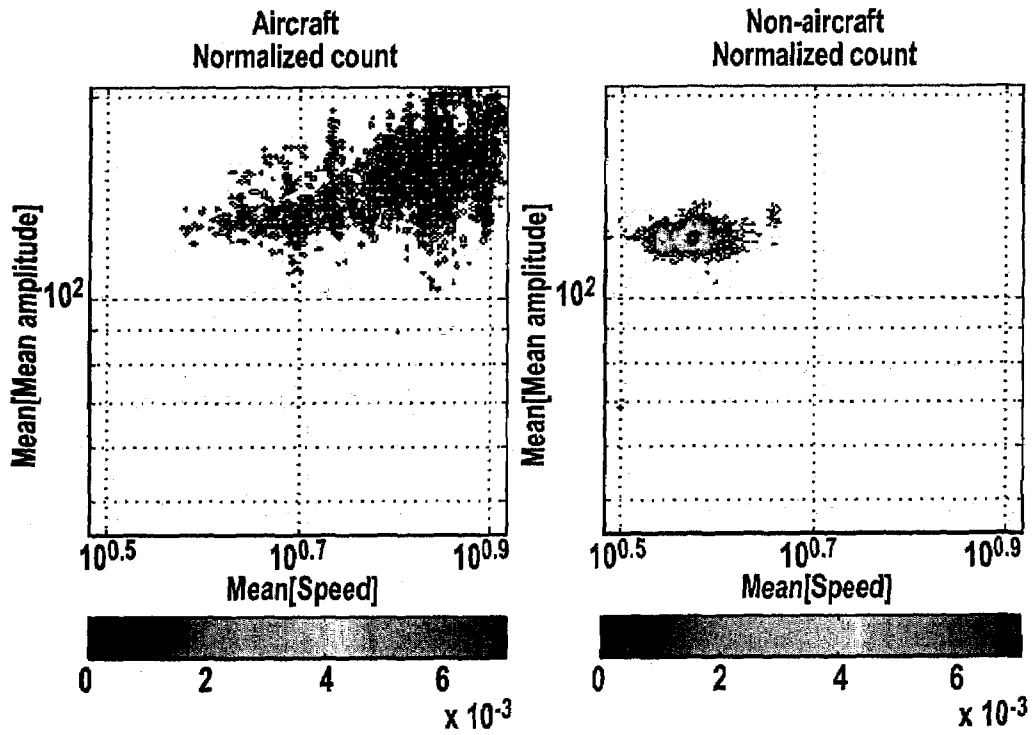 Aircraft
Normalized count
Mean[Mean amplitude]
10^2
10^0.5
10^0.7
10^0.9
Mean[Speed]
0
2
4
6
x 10^-3
Non-aircraft
Normalized count
Mean[Mean amplitude]
10^2
10^0.5
10^0.7
10^0.9
Mean[Speed]
0
2
4
6
x 10^-3